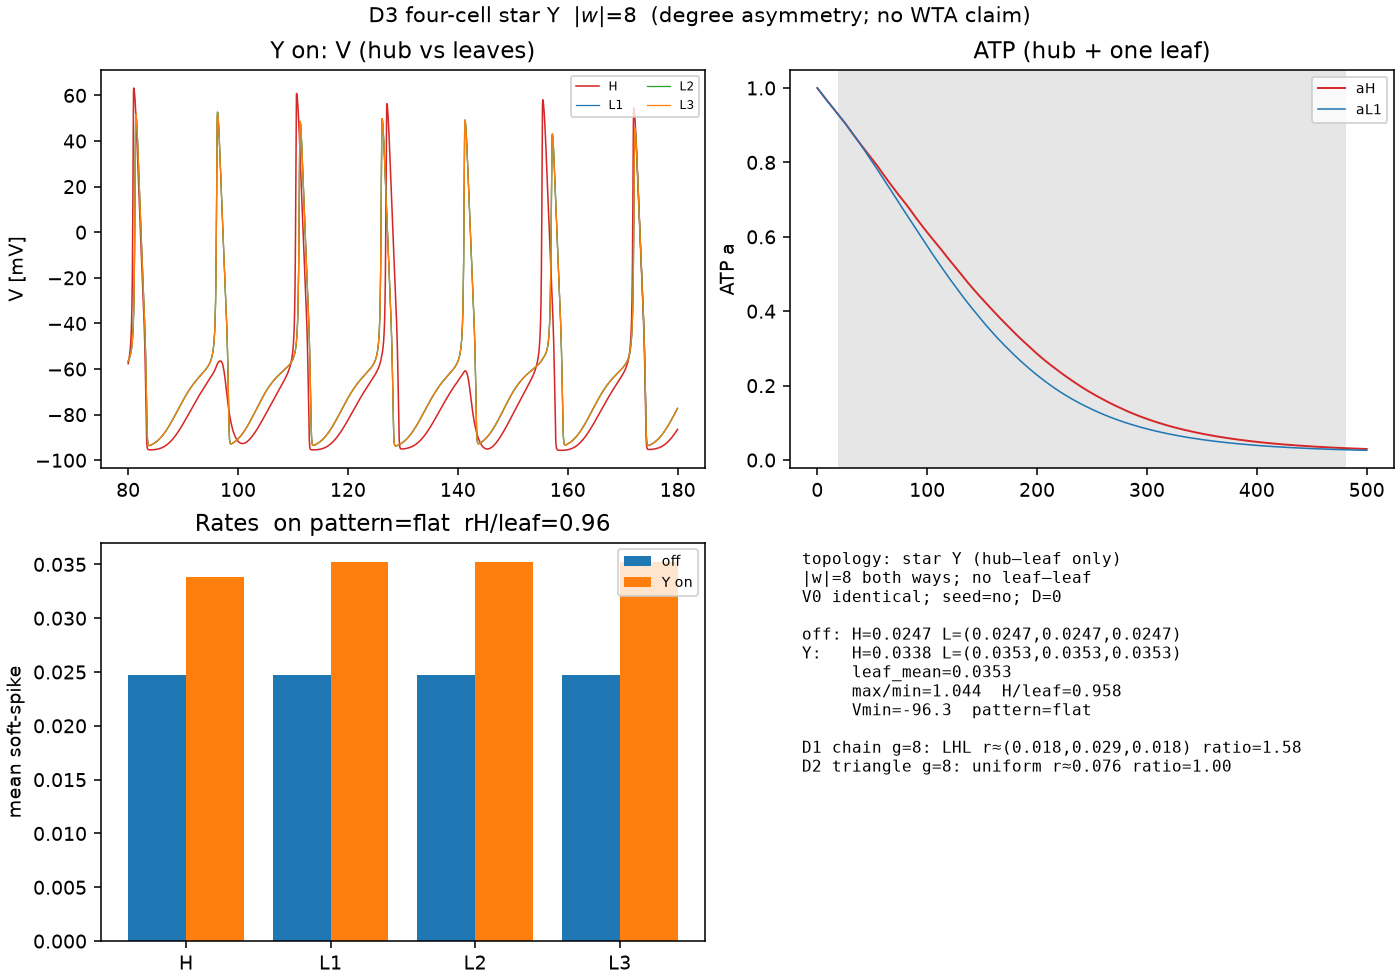 D3 four-cell star Y |w|=8 (degree asymmetry; no WTA claim)
Y on: V (hub vs leaves)
V [mV]
60
40
20
0
−20
−40
−60
−80
−100
80
100
120
140
160
180
H
L1
L2
L3
ATP (hub + one leaf)
ATP a
1.0
0.8
0.6
0.4
0.2
0.0
0
100
200
300
400
500
aH
aL1
Rates on pattern=flat rH/leaf=0.96
mean soft-spike
0.035
0.030
0.025
0.020
0.015
0.010
0.005
0.000
H
L1
L2
L3
off
Y on
topology: star Y (hub–leaf only)
|w|=8 both ways; no leaf–leaf
V0 identical; seed=no; D=0
off: H=0.0247 L=(0.0247,0.0247,0.0247)
Y: H=0.0338 L=(0.0353,0.0353,0.0353)
leaf_mean=0.0353
max/min=1.044 H/leaf=0.958
Vmin=-96.3 pattern=flat
D1 chain g=8: LHL r≈(0.018,0.029,0.018) ratio=1.58
D2 triangle g=8: uniform r≈0.076 ratio=1.00